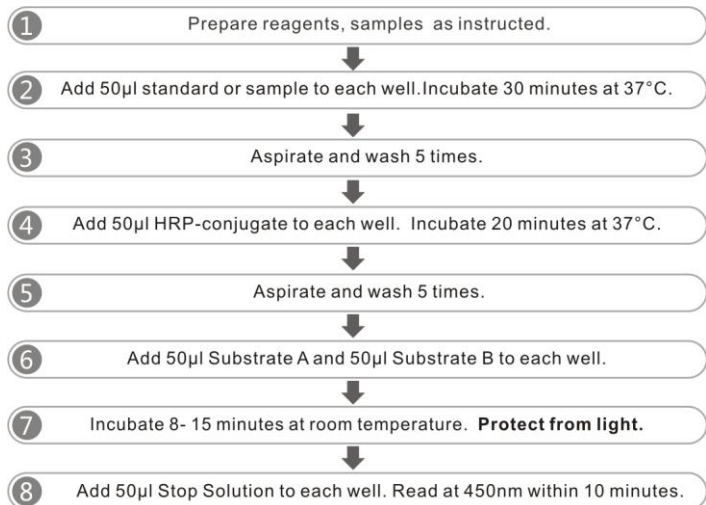 1 Prepare reagents, samples as instructed.
2 Add 50µl standard or sample to each well.Incubate 30 minutes at 37°C.
3 Aspirate and wash 5 times.
4 Add 50µl HRP-conjugate to each well. Incubate 20 minutes at 37°C.
5 Aspirate and wash 5 times.
6 Add 50µl Substrate A and 50µl Substrate B to each well.
7 Incubate 8- 15 minutes at room temperature. Protect from light.
8 Add 50µl Stop Solution to each well. Read at 450nm within 10 minutes.